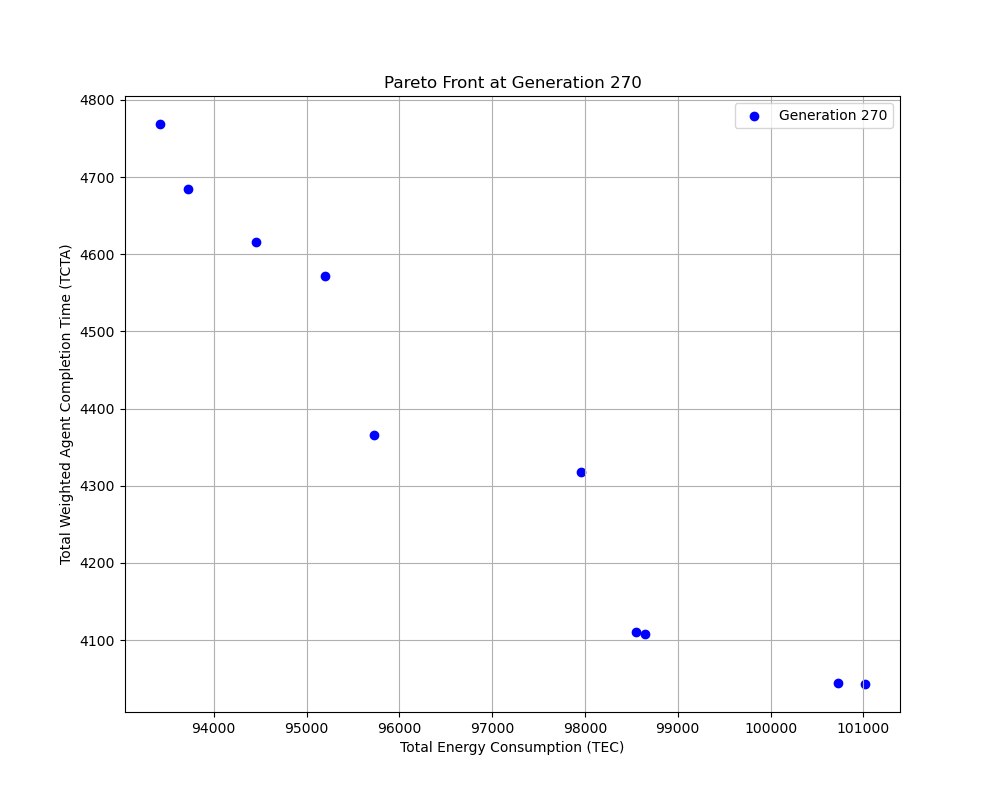 Pareto Front at Generation 270
Generation 270
Total Weighted Agent Completion Time (TCTA)
4800
4700
4600
4500
4400
4300
4200
4100
94000 95000 96000 97000 98000 99000 100000 101000
Total Energy Consumption (TEC)